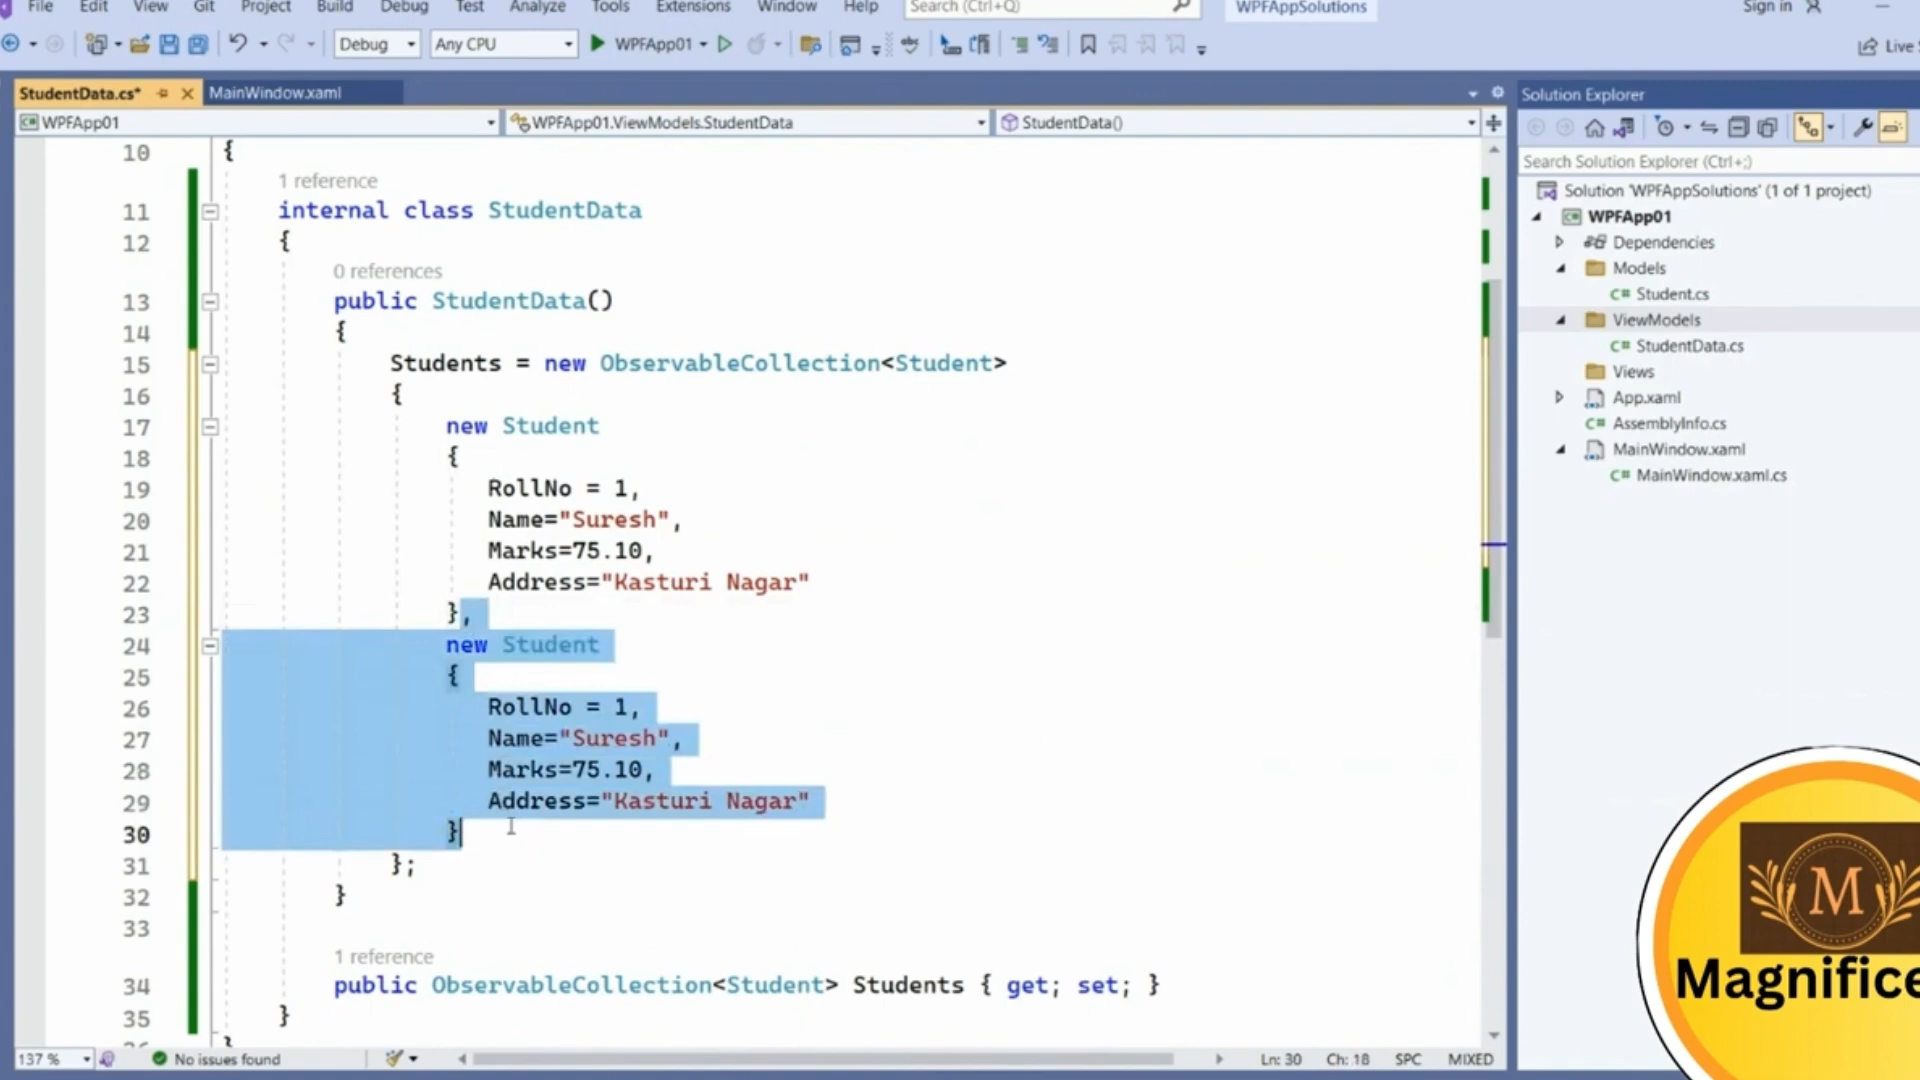 File Edit View Git Project Build Debug Test Analyze Tools Extensions Window Help Search (Ctrl+Q) WPFAppSolutions Sign in
Debug Any CPU WPFApp01 Live
StudentData.cs* MainWindow.xaml
WPFApp01 WPFApp01.ViewModels.StudentData StudentData()
10 {
1 reference
11 internal class StudentData
12 {
0 references
13 public StudentData()
14 {
15 Students = new ObservableCollection<Student>
16 {
17 new Student
18 {
19 RollNo = 1,
20 Name="Suresh",
21 Marks=75.10,
22 Address="Kasturi Nagar"
23 },
24 new Student
25 {
26 RollNo = 1,
27 Name="Suresh",
28 Marks=75.10,
29 Address="Kasturi Nagar"
30 }
31 };
32 }
33
1 reference
34 public ObservableCollection<Student> Students { get; set; }
35 }
137 % No issues found Ln: 30 Ch: 18 SPC MIXED
Solution Explorer
Search Solution Explorer (Ctrl+;)
Solution 'WPFAppSolutions' (1 of 1 project)
WPFApp01
Dependencies
Models
C# Student.cs
ViewModels
C# StudentData.cs
Views
App.xaml
C# AssemblyInfo.cs
MainWindow.xaml
C# MainWindow.xaml.cs
M
Magnifice